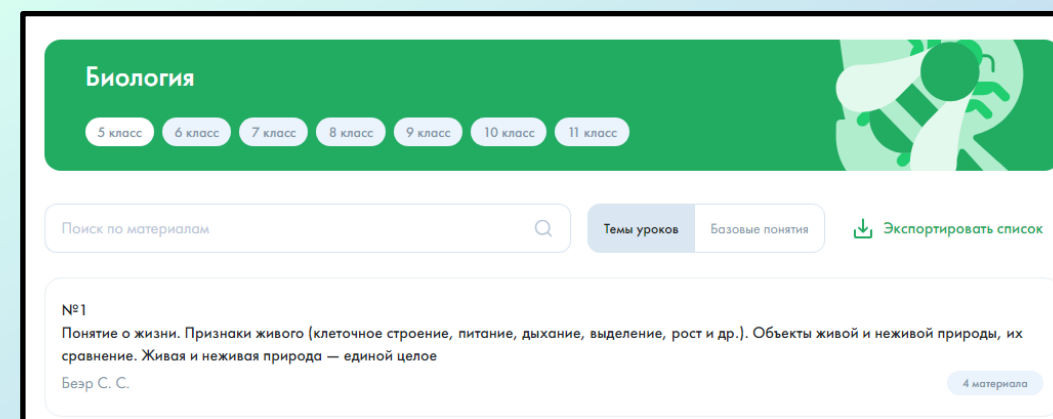 Биология
5 класс 6 класс 7 класс 8 класс 9 класс 10 класс 11 класс
Поиск по материалам Темы уроков Базовые понятия Экспортировать список
№1
Понятие о жизни. Признаки живого (клеточное строение, питание, дыхание, выделение, рост и др.). Объекты живой и неживой природы, их
сравнение. Живая и неживая природа — единой целое
Беэр С. С. 4 материала